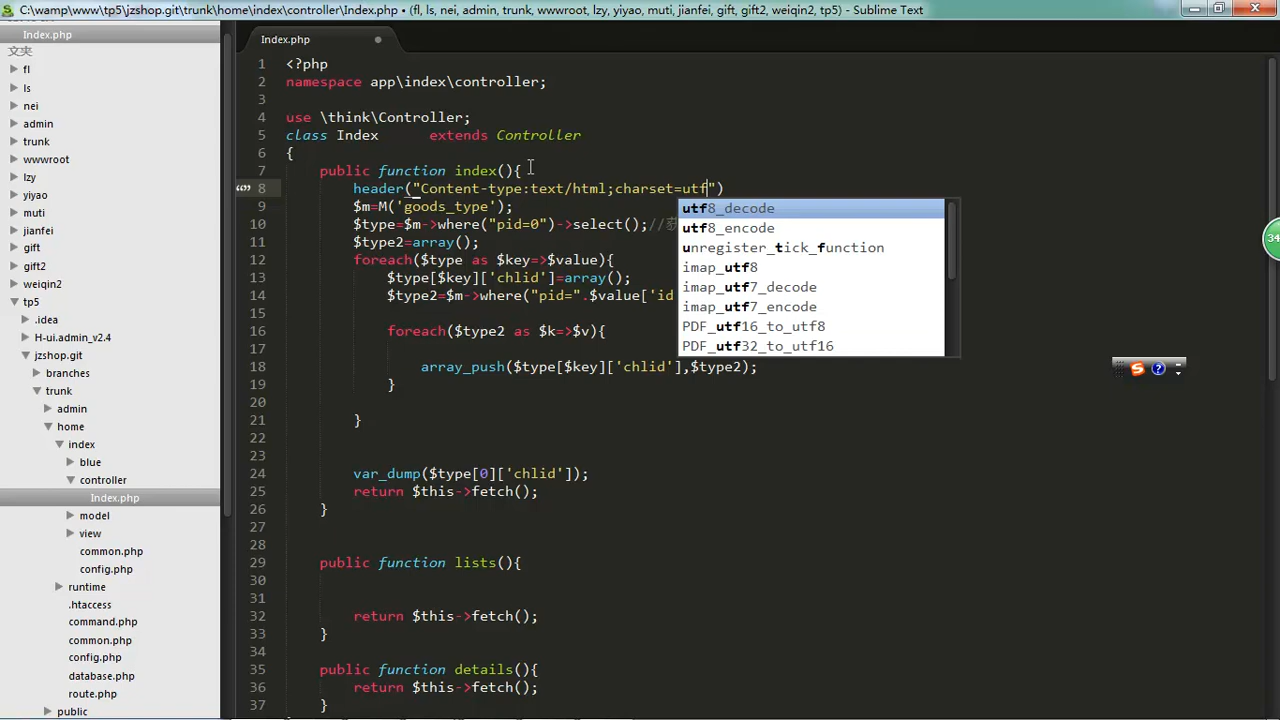 C:\wamp\www\tp5\jzshop.git\trunk\home\index\controller\Index.php • (fl, ls, nei, admin, trunk, wwwroot, lzy, yiyao, muti, jianfei, gift, gift2, weiqin2, tp5) - Sublime Text
Index.php
文夹
fl
ls
nei
admin
trunk
wwwroot
lzy
yiyao
muti
jianfei
gift
gift2
weiqin2
tp5
.idea
H-ui.admin_v2.4
jzshop.git
branches
trunk
admin
home
index
blue
controller
Index.php
model
view
common.php
config.php
runtime
.htaccess
command.php
common.php
config.php
database.php
route.php
public
Index.php
1 <?php
2 namespace app\index\controller;
3
4 use \think\Controller;
5 class Index extends Controller
6 {
7 public function index(){
8 header("Content-type:text/html;charset=utf")
9 $m=M('goods_type');
10 $type=$m->where("pid=0")->select();//
11 $type2=array();
12 foreach($type as $key=>$value){
13 $type[$key]['chlid']=array();
14 $type2=$m->where("pid=".$value['id
15
16 foreach($type2 as $k=>$v){
17
18 array_push($type[$key]['chlid'],$type2);
19 }
20
21 }
22
23
24 var_dump($type[0]['chlid']);
25 return $this->fetch();
26 }
27
28
29 public function lists(){
30
31
32 return $this->fetch();
33 }
34
35 public function details(){
36 return $this->fetch();
37 }
utf8_decode
utf8_encode
unregister_tick_function
imap_utf8
imap_utf7_decode
imap_utf7_encode
PDF_utf16_to_utf8
PDF_utf32_to_utf16
34